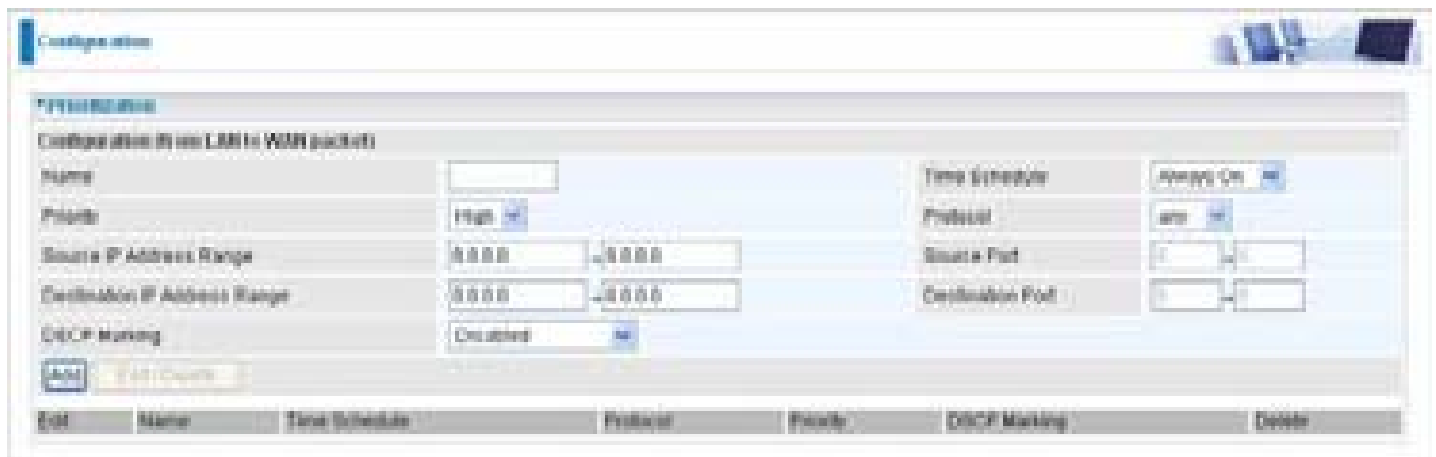 Configuration
Prioritization
Configuration (from LAN to WAN packet)
Name
Time Schedule Always On
Priority High
Protocol any
Source IP Address Range 0.0.0.0 ~ 0.0.0.0
Source Port
Destination IP Address Range 0.0.0.0 ~ 0.0.0.0
Destination Port
DSCP Marking Disabled
Add Edit / Delete
Edit Name Time Schedule Protocol Priority DSCP Marking Delete